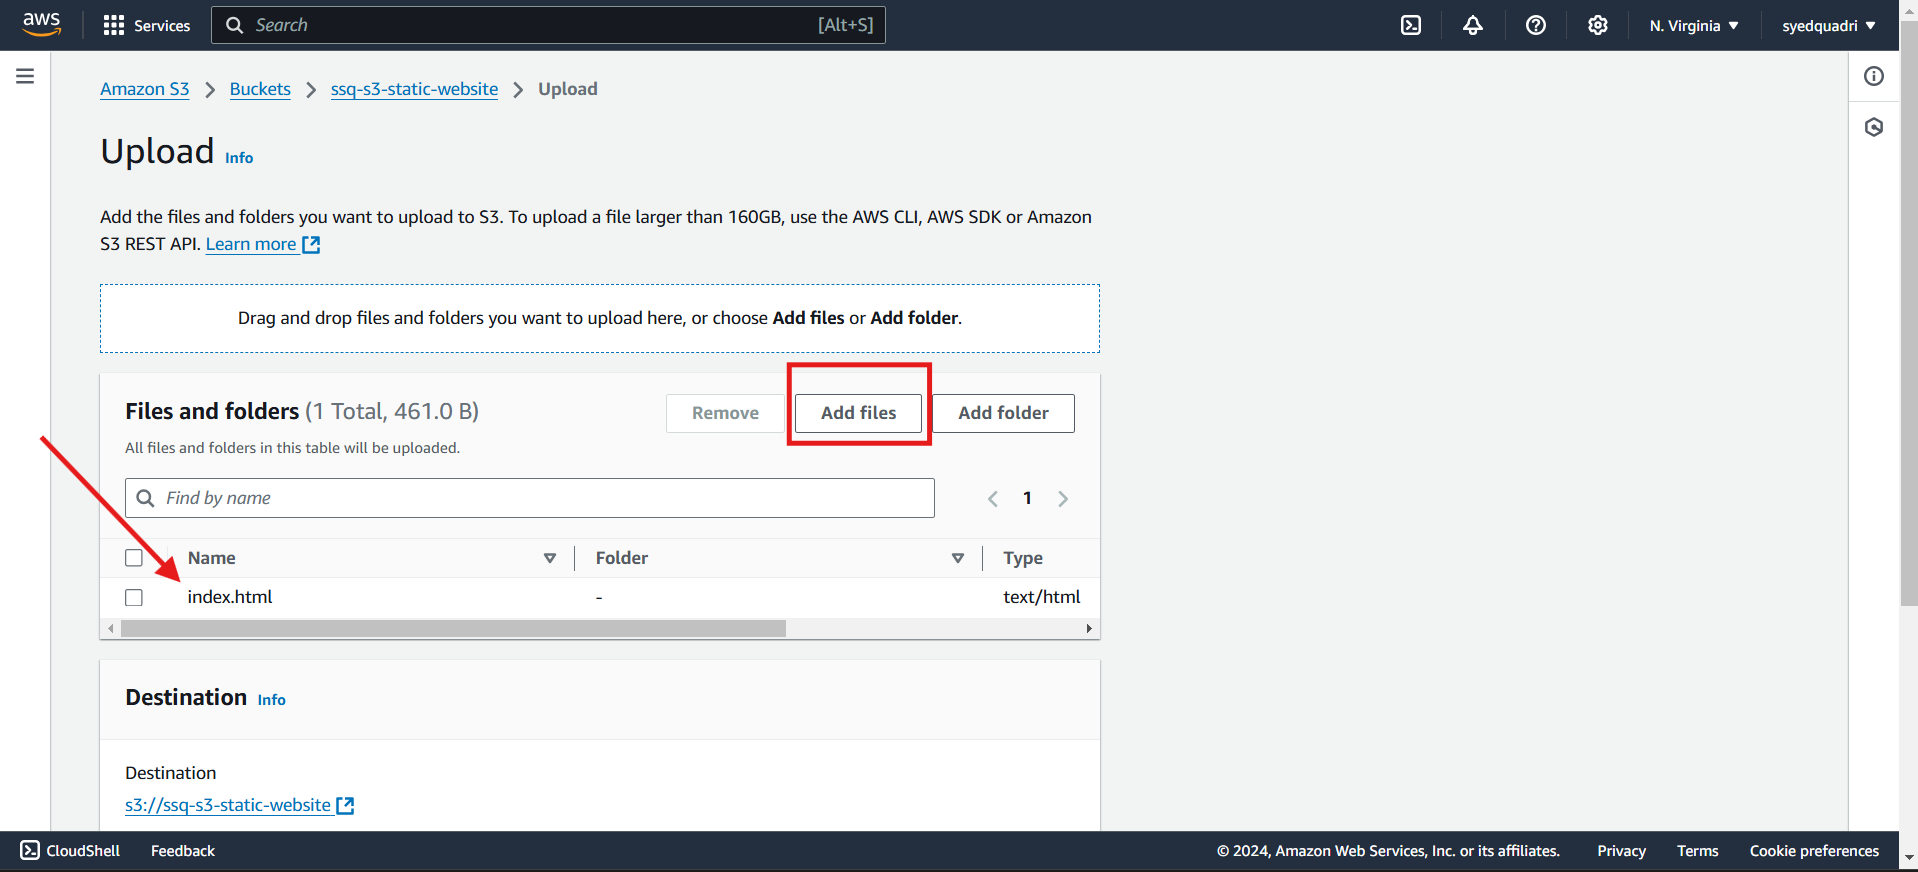 aws Services Search [Alt+S] N. Virginia syedquadri
Amazon S3 Buckets ssq-s3-static-website Upload
Upload Info
Add the files and folders you want to upload to S3. To upload a file larger than 160GB, use the AWS CLI, AWS SDK or Amazon
S3 REST API. Learn more
Drag and drop files and folders you want to upload here, or choose Add files or Add folder.
Files and folders (1 Total, 461.0 B) Remove Add files Add folder
All files and folders in this table will be uploaded.
Find by name 1
Name Folder Type
index.html - text/html
Destination Info
Destination
s3://ssq-s3-static-website
CloudShell Feedback © 2024, Amazon Web Services, Inc. or its affiliates. Privacy Terms Cookie preferences